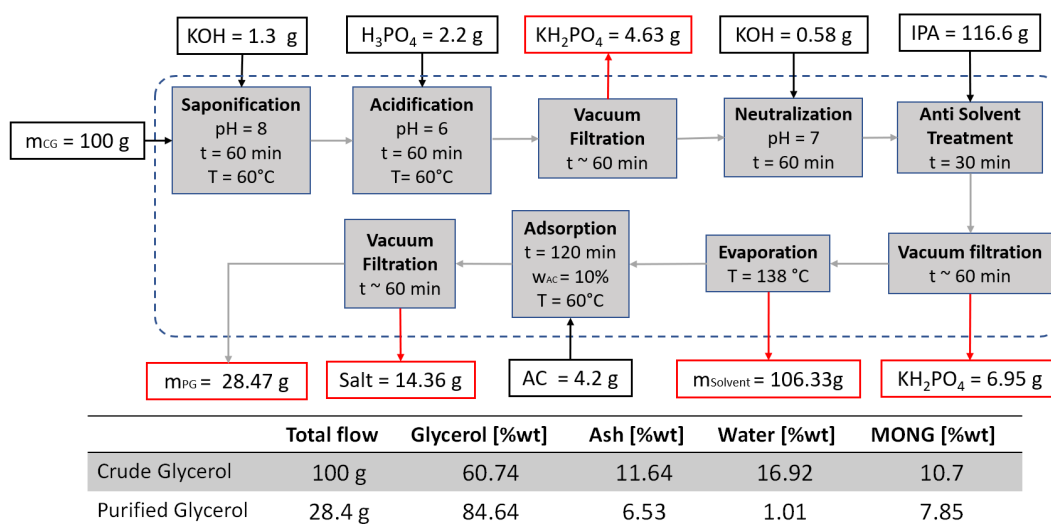 KOH = 1.3 g
H₃PO₄ = 2.2 g
KH₂PO₄ = 4.63 g
KOH = 0.58 g
IPA = 116.6 g
mCG = 100 g
Saponification
pH = 8
t = 60 min
T = 60°C
Acidification
pH = 6
t = 60 min
T= 60°C
Vacuum
Filtration
t ~ 60 min
Neutralization
pH = 7
t = 60 min
Anti Solvent
Treatment
t = 30 min
Vacuum
Filtration
t ~ 60 min
Adsorption
t = 120 min
wAC = 10%
T = 60°C
Evaporation
T = 138 °C
Vacuum filtration
t ~ 60 min
mPG = 28.47 g
Salt = 14.36 g
AC = 4.2 g
mSolvent = 106.33g
KH₂PO₄ = 6.95 g
Total flow Glycerol [%wt] Ash [%wt] Water [%wt] MONG [%wt]
Crude Glycerol 100 g 60.74 11.64 16.92 10.7
Purified Glycerol 28.4 g 84.64 6.53 1.01 7.85